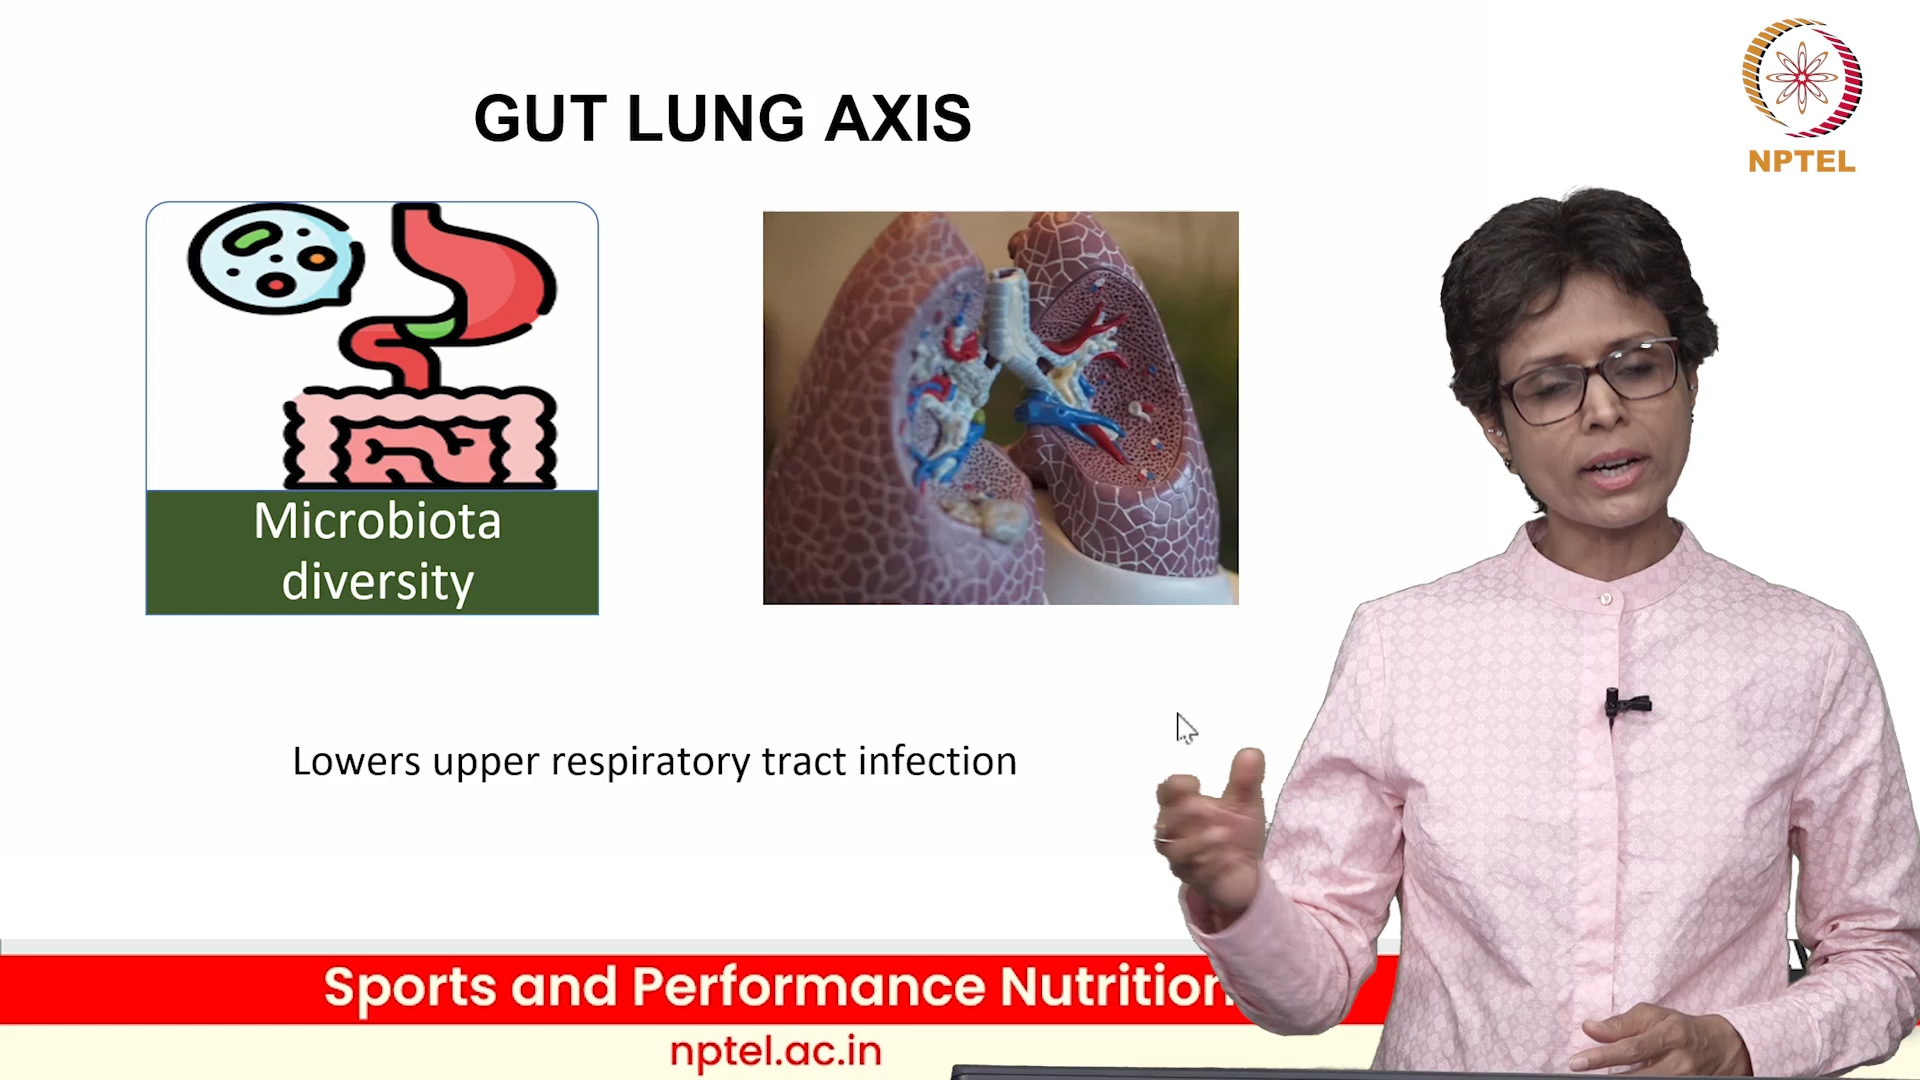 GUT LUNG AXIS
NPTEL
Microbiota
diversity
Lowers upper respiratory tract infection
Sports and Performance Nutrition
nptel.ac.in